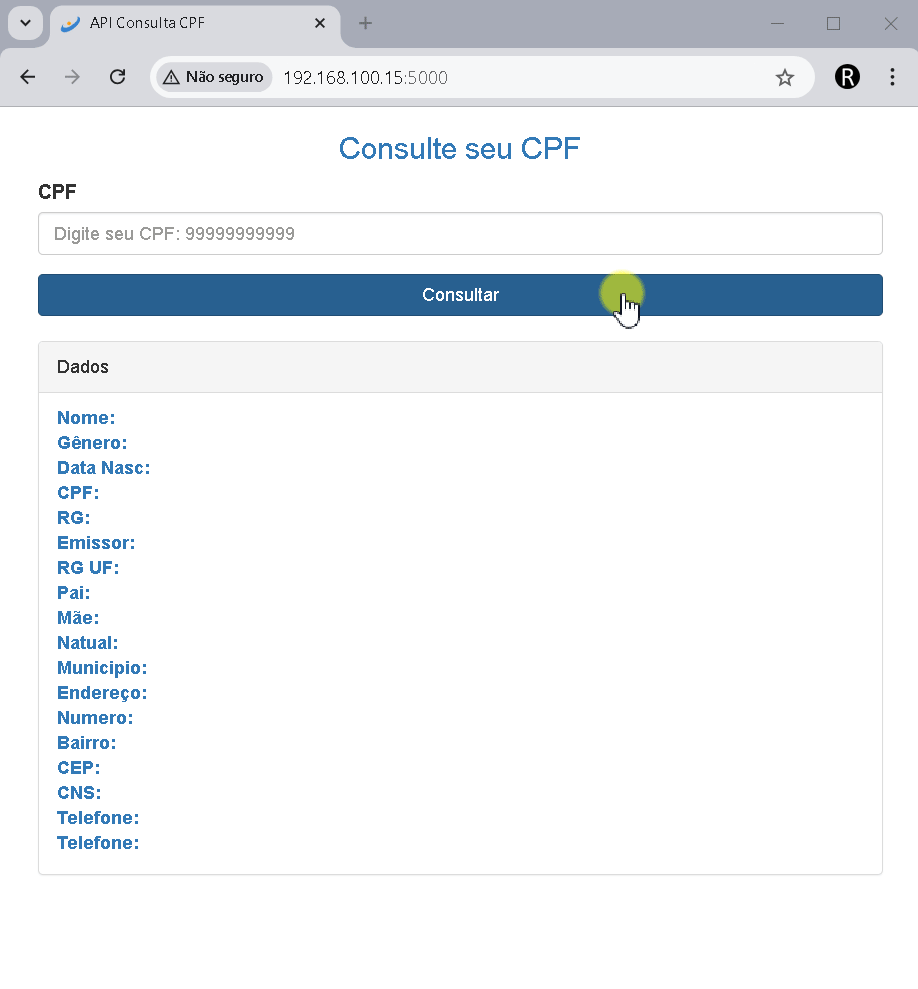 API Consulta CPF
Não seguro 192.168.100.15:5000
R
Consulte seu CPF
CPF
Digite seu CPF: 99999999999
Consultar
Dados
Nome:
Gênero:
Data Nasc:
CPF:
RG:
Emissor:
RG UF:
Pai:
Mãe:
Natual:
Municipio:
Endereço:
Numero:
Bairro:
CEP:
CNS:
Telefone:
Telefone: